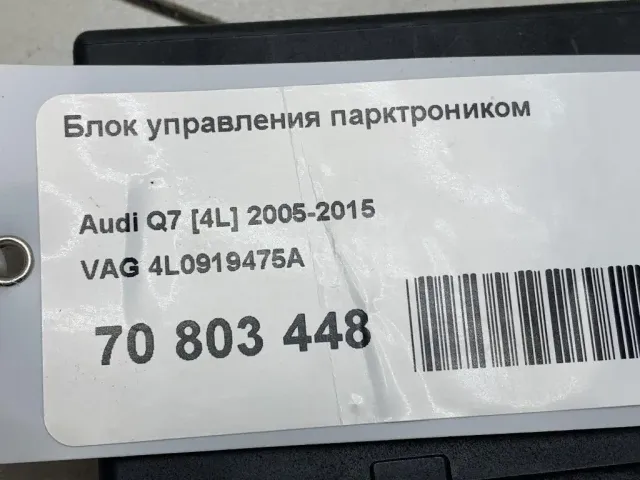 Блок управления парктроником
Audi Q7 [4L] 2005-2015
VAG 4L0919475A
70 803 448